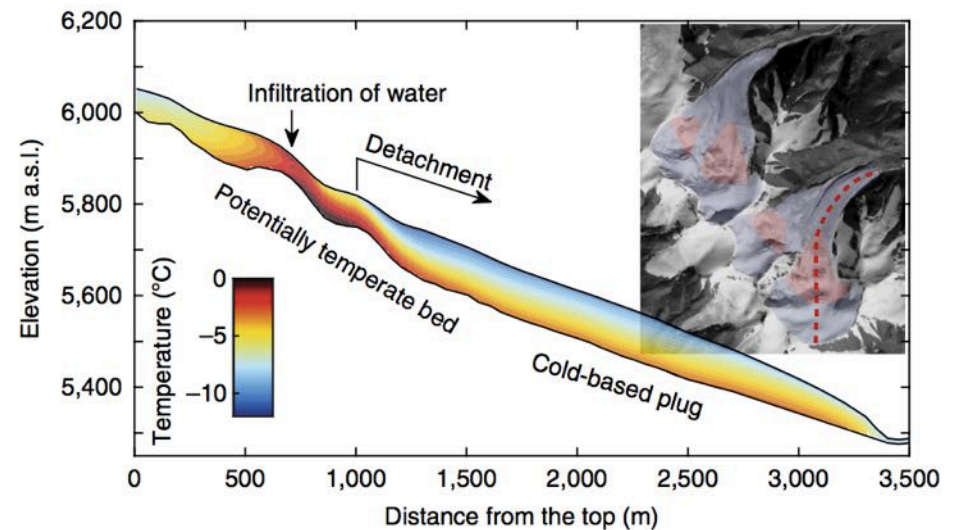 6,200
6,000
5,800
5,600
5,400
Elevation (m a.s.l.)
Infiltration of water
Detachment
Potentially temperate bed
Cold-based plug
Temperature (°C)
0
−5
−10
0
500
1,000
1,500
2,000
2,500
3,000
3,500
Distance from the top (m)